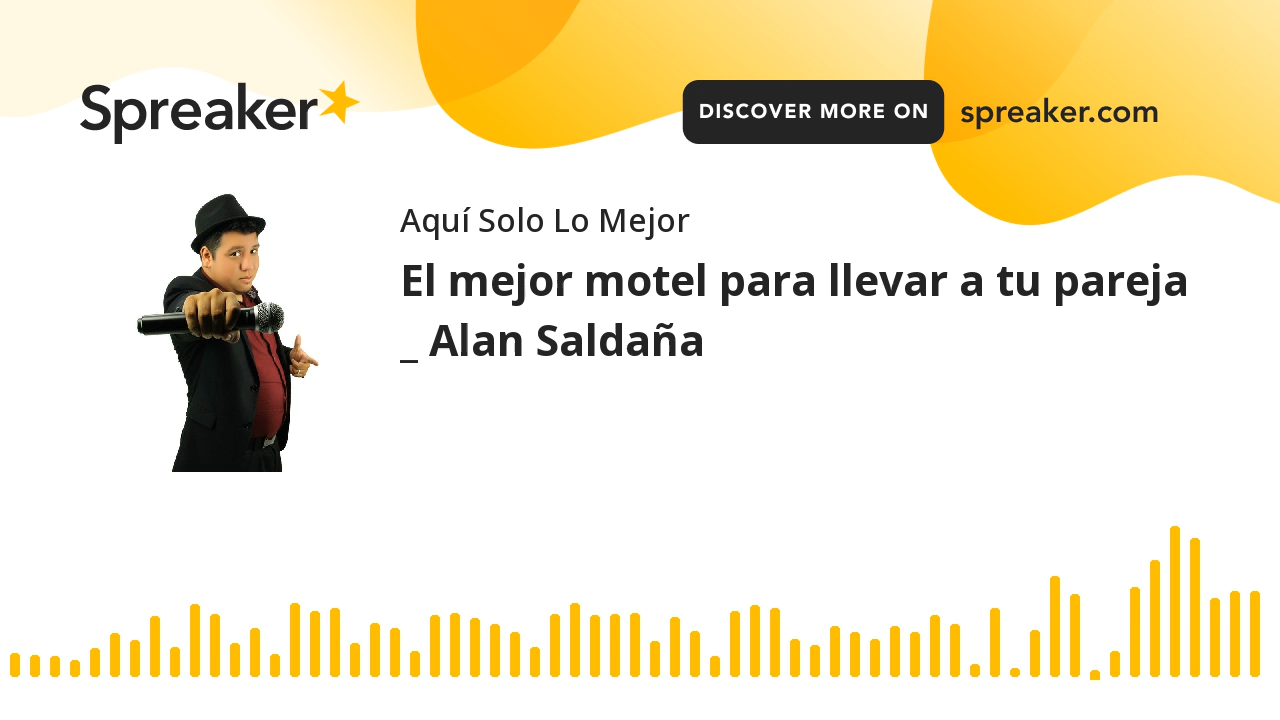 Spreaker
DISCOVER MORE ON spreaker.com
Aquí Solo Lo Mejor
El mejor motel para llevar a tu pareja
_ Alan Saldaña